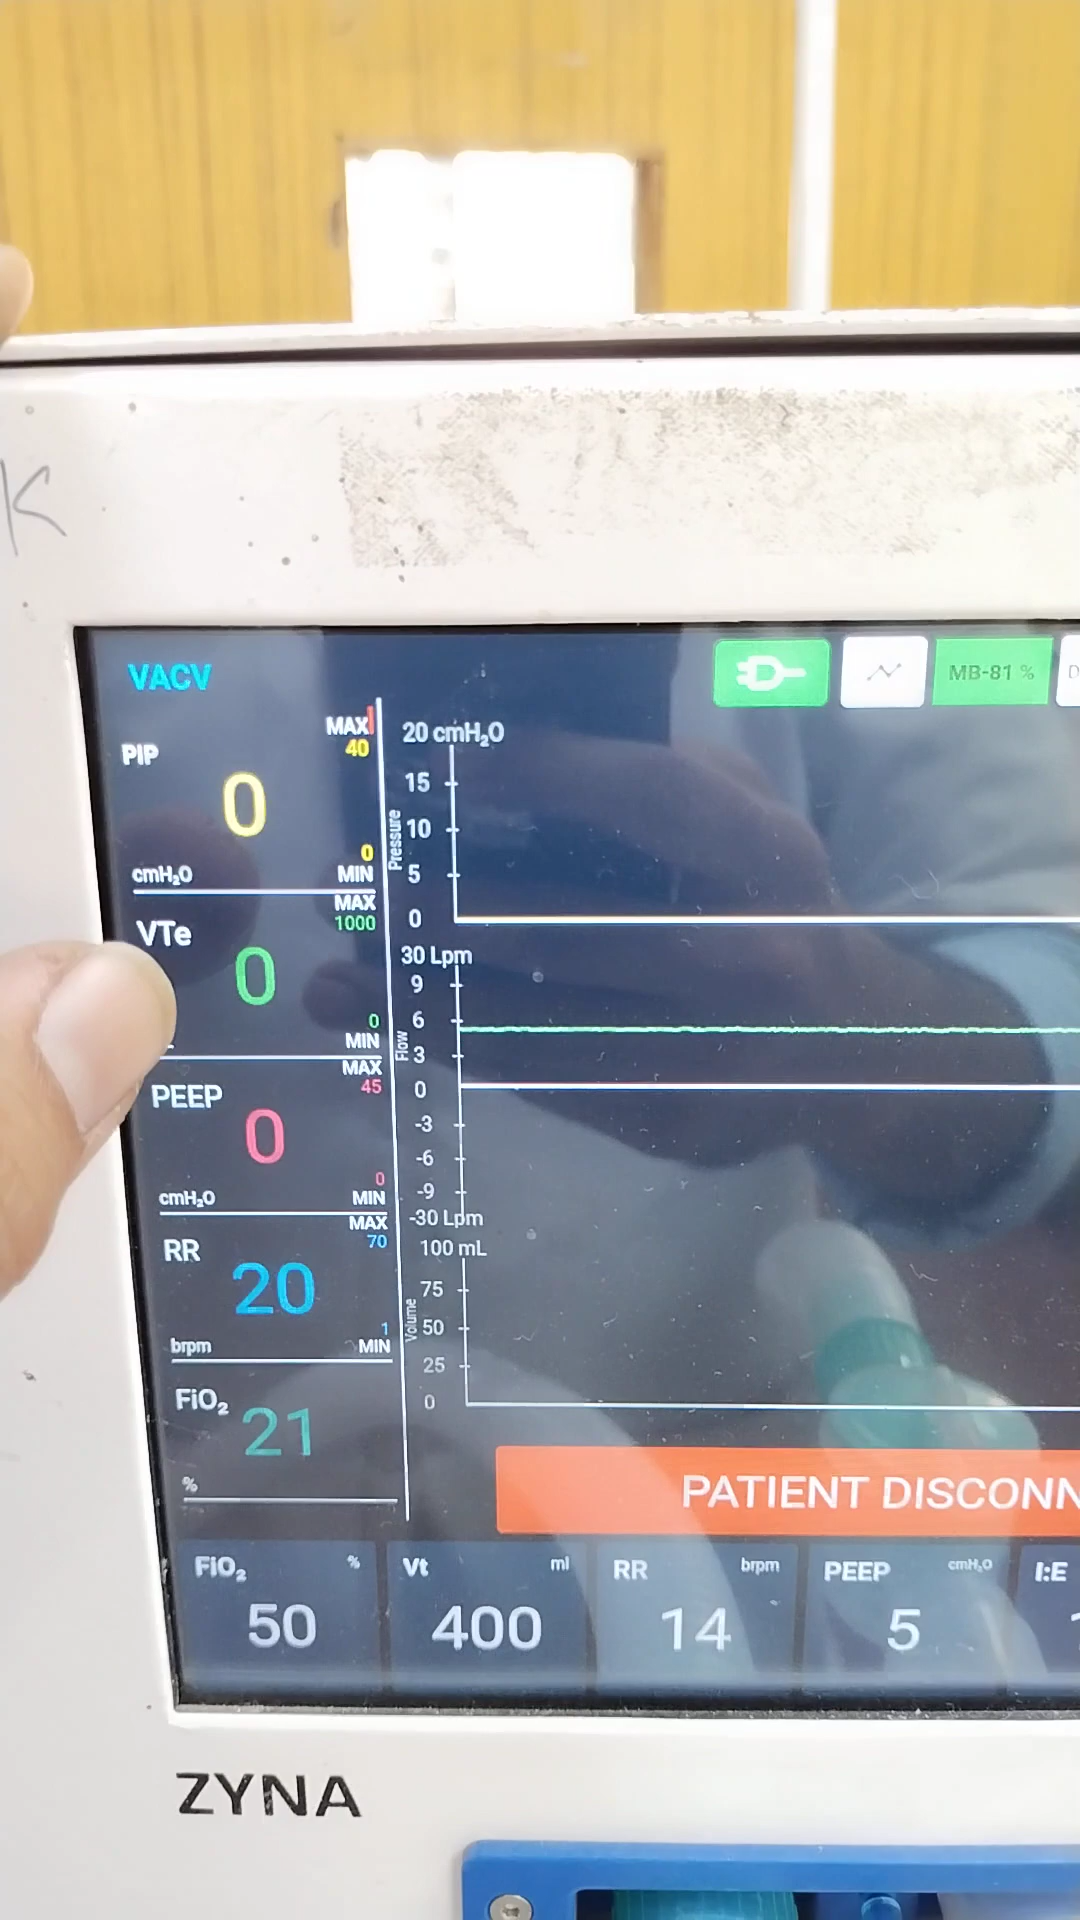 K
VACV
MB-81 %
D
PIP
MAX
40
0
0
MIN
cmH₂O
VTe
MAX
1000
0
0
MIN
PEEP
MAX
45
0
0
MIN
cmH₂O
RR
MAX
70
20
1
MIN
brpm
FiO₂
21
%
20 cmH₂O
15
10
5
0
Pressure
30 Lpm
9
6
3
0
-3
-6
-9
-30 Lpm
Flow
100 mL
75
50
25
0
Volume
PATIENT DISCONN
FiO₂ %
50
Vt ml
400
RR brpm
14
PEEP cmH₂O
5
I:E
1
ZYNA